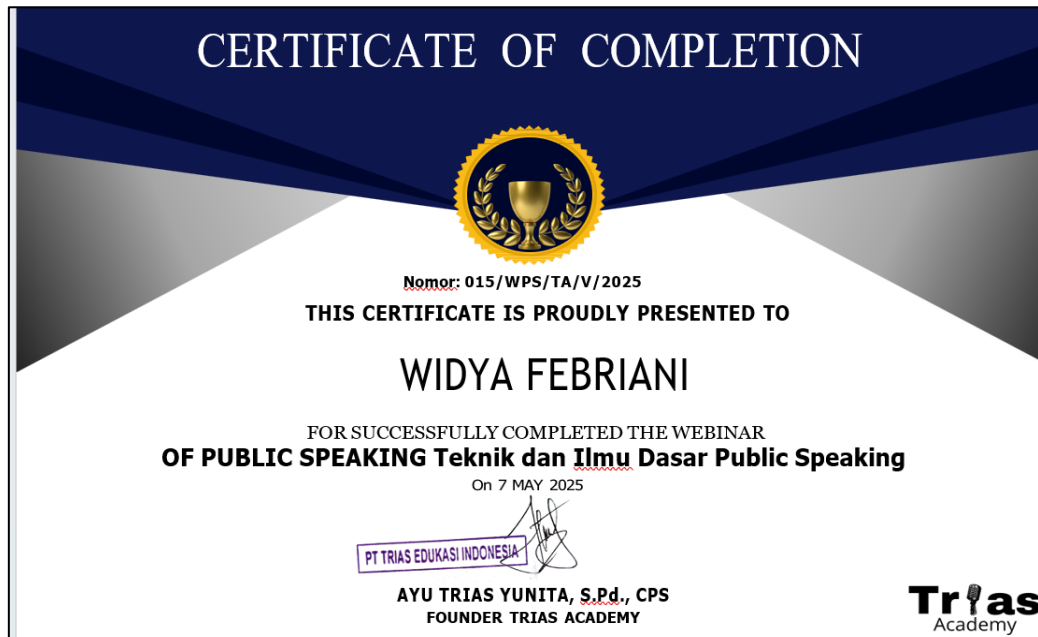 CERTIFICATE OF COMPLETION
Nomor: 015/WPS/TA/V/2025
THIS CERTIFICATE IS PROUDLY PRESENTED TO
WIDYA FEBRIANI
FOR SUCCESSFULLY COMPLETED THE WEBINAR
OF PUBLIC SPEAKING Teknik dan Ilmu Dasar Public Speaking
On 7 MAY 2025
PT TRIAS EDUKASI INDONESIA
AYU TRIAS YUNITA, S.Pd., CPS
FOUNDER TRIAS ACADEMY
Trias
Academy